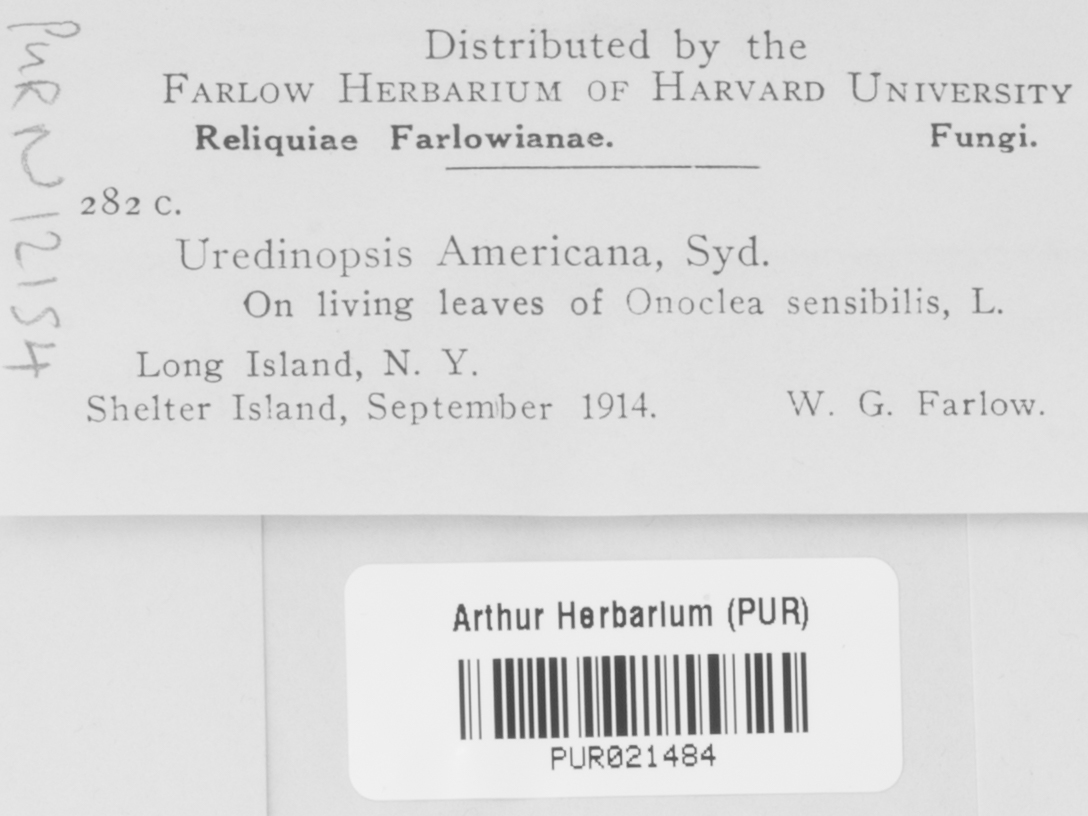 Distributed by the
FARLOW HERBARIUM OF HARVARD UNIVERSITY
Reliquiae Farlowianae. Fungi.
282 c.
Uredinopsis Americana, Syd.
On living leaves of Onoclea sensibilis, L.
Long Island, N. Y.
Shelter Island, September 1914. W. G. Farlow.
PUR N12154
Arthur Herbarium (PUR)
PUR021484